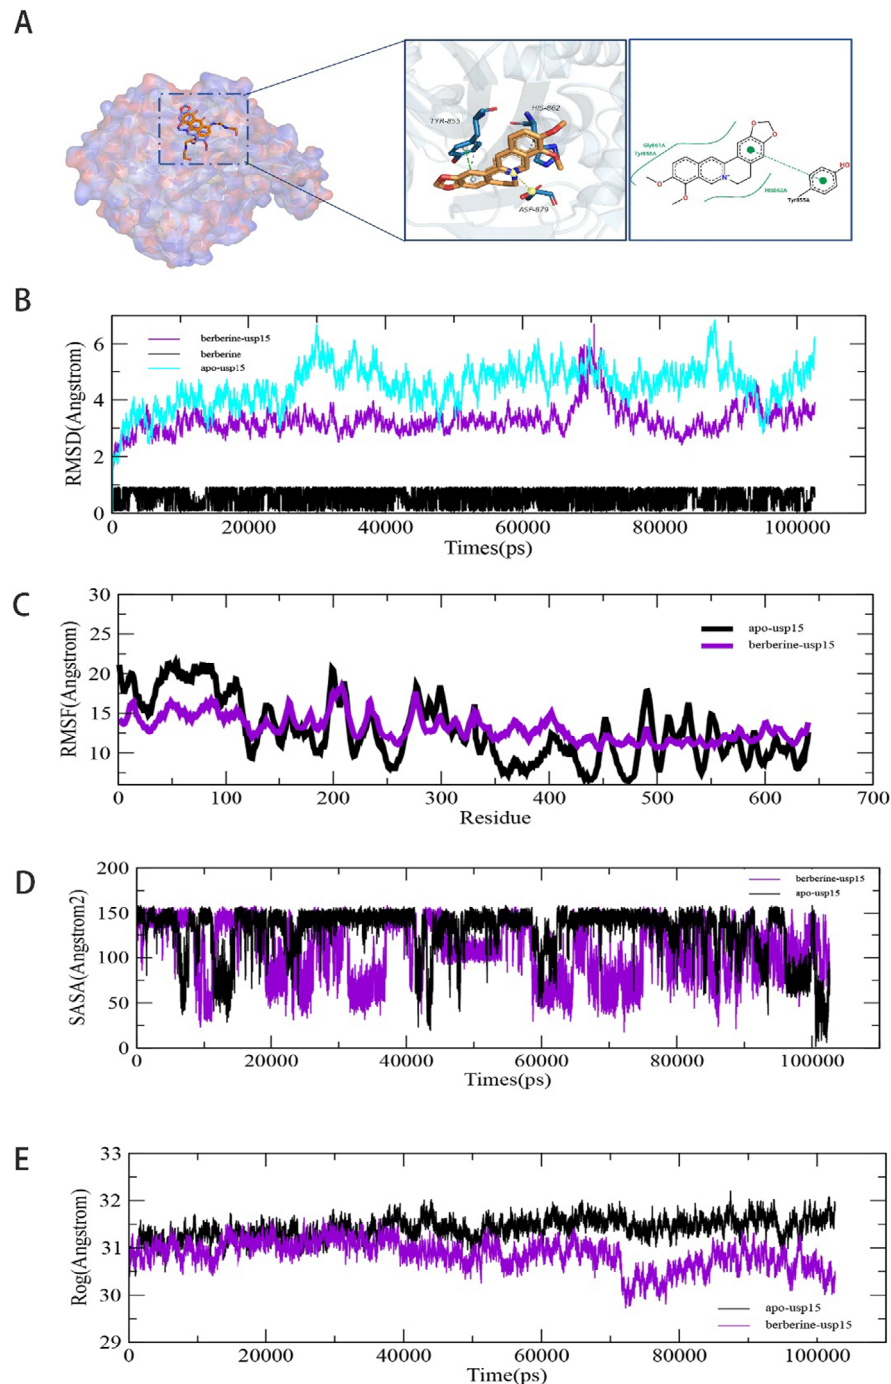 A
TYR-855
HIS-862
ASP-879
Gly861A
HO
His862A
Tyr855A
O
O
N+
O
O
B
berberine-usp15
berberine
apo-usp15
RMSD(Angstrom)
6
4
2
0
0 20000 40000 60000 80000 100000
Times(ps)
C
apo-usp15
berberine-usp15
RMSF(Angstrom)
30
25
20
15
10
0 100 200 300 400 500 600 700
Residue
D
berberine-usp15
apo-usp15
SASA(Angstrom2)
200
150
100
50
0
0 20000 40000 60000 80000 100000
Times(ps)
E
Rog(Angstrom)
33
32
31
30
29
apo-usp15
berberine-usp15
0 20000 40000 60000 80000 100000
Time(ps)